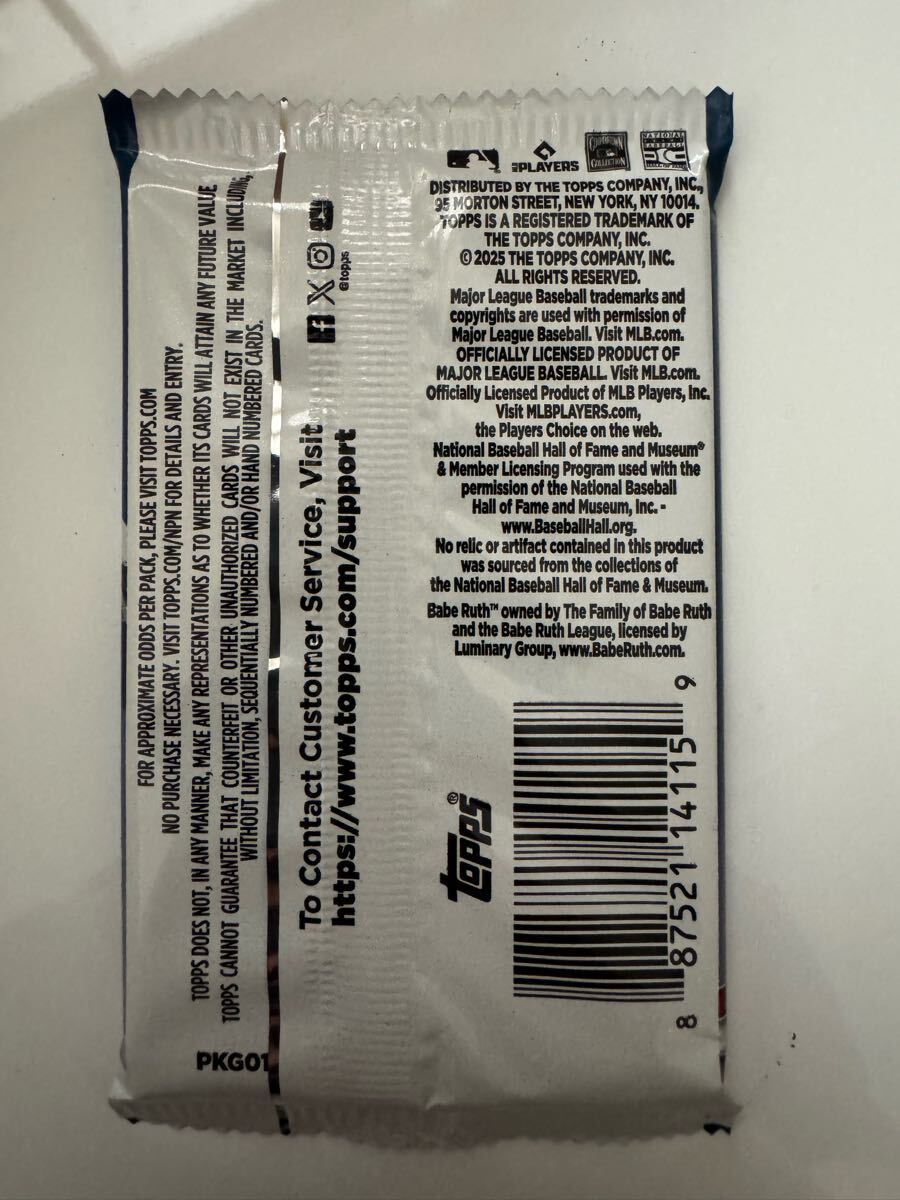 FOR APPROXIMATE ODDS PER PACK, PLEASE VISIT TOPPS.COM
NO PURCHASE NECESSARY. VISIT TOPPS.COM/NPN FOR DETAILS AND ENTRY.
TOPPS DOES NOT, IN ANY MANNER, MAKE ANY REPRESENTATIONS AS TO WHETHER ITS CARDS WILL ATTAIN ANY FUTURE VALUE
TOPPS CANNOT GUARANTEE THAT COUNTERFEIT OR OTHER UNAUTHORIZED CARDS WILL NOT EXIST IN THE MARKET INCLUDING,
WITHOUT LIMITATION, SEQUENTIALLY NUMBERED AND/OR HAND NUMBERED CARDS.
PKG01
To Contact Customer Service, Visit
https://www.topps.com/support
@topps
PLAYERS
COOPERSTOWN
COLLECTION
NATIONAL
BASEBALL
HALL OF FAME
DISTRIBUTED BY THE TOPPS COMPANY, INC.,
95 MORTON STREET, NEW YORK, NY 10014.
TOPPS IS A REGISTERED TRADEMARK OF
THE TOPPS COMPANY, INC.
© 2025 THE TOPPS COMPANY, INC.
ALL RIGHTS RESERVED.
Major League Baseball trademarks and
copyrights are used with permission of
Major League Baseball. Visit MLB.com.
OFFICIALLY LICENSED PRODUCT OF
MAJOR LEAGUE BASEBALL. Visit MLB.com.
Officially Licensed Product of MLB Players, Inc.
Visit MLBPLAYERS.com,
the Players Choice on the web.
National Baseball Hall of Fame and Museum®
& Member Licensing Program used with the
permission of the National Baseball
Hall of Fame and Museum, Inc. -
www.BaseballHall.org.
No relic or artifact contained in this product
was sourced from the collections of
the National Baseball Hall of Fame & Museum.
Babe Ruth™ owned by The Family of Babe Ruth
and the Babe Ruth League, licensed by
Luminary Group, www.BabeRuth.com.
topps®
8 87521 14115 9